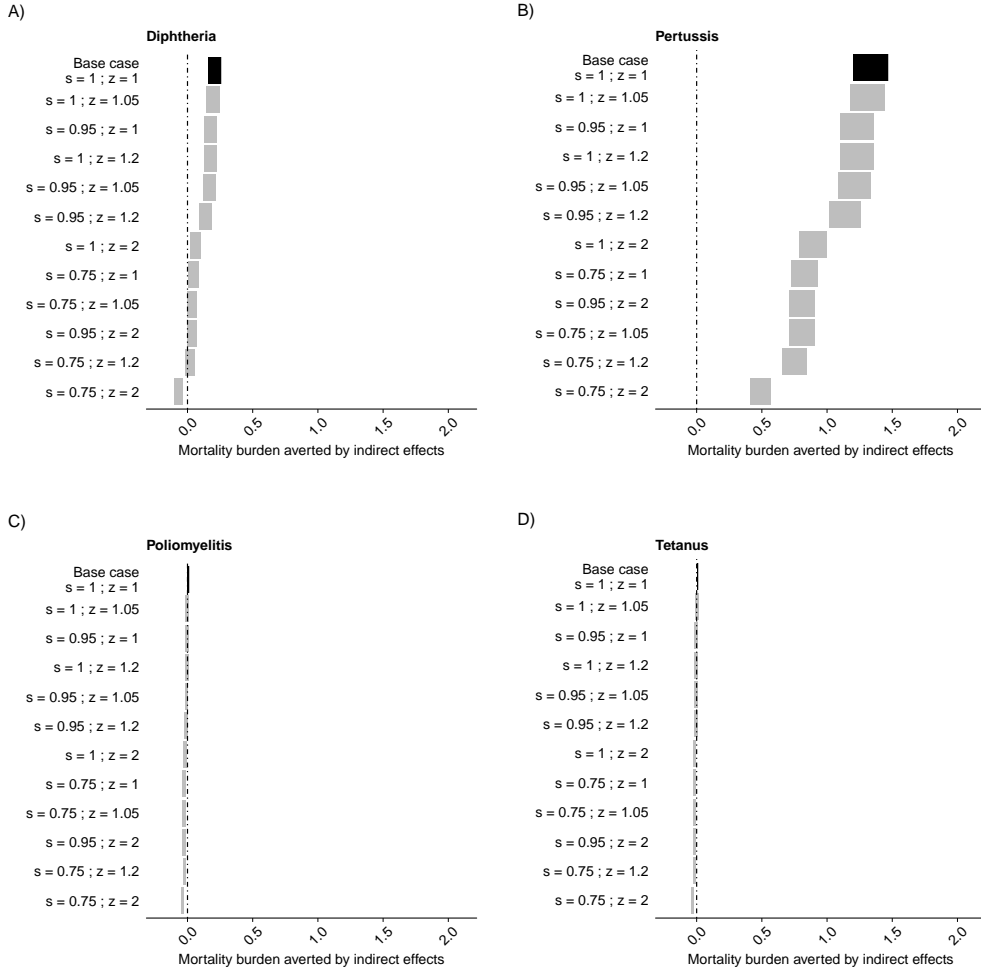 A)
Diphtheria
Base case
s = 1 ; z = 1
s = 1 ; z = 1.05
s = 0.95 ; z = 1
s = 1 ; z = 1.2
s = 0.95 ; z = 1.05
s = 0.95 ; z = 1.2
s = 1 ; z = 2
s = 0.75 ; z = 1
s = 0.75 ; z = 1.05
s = 0.95 ; z = 2
s = 0.75 ; z = 1.2
s = 0.75 ; z = 2
0.0 0.5 1.0 1.5 2.0
Mortality burden averted by indirect effects
B)
Pertussis
Base case
s = 1 ; z = 1
s = 1 ; z = 1.05
s = 0.95 ; z = 1
s = 1 ; z = 1.2
s = 0.95 ; z = 1.05
s = 0.95 ; z = 1.2
s = 1 ; z = 2
s = 0.75 ; z = 1
s = 0.95 ; z = 2
s = 0.75 ; z = 1.05
s = 0.75 ; z = 1.2
s = 0.75 ; z = 2
0.0 0.5 1.0 1.5 2.0
Mortality burden averted by indirect effects
C)
Poliomyelitis
Base case
s = 1 ; z = 1
s = 1 ; z = 1.05
s = 0.95 ; z = 1
s = 1 ; z = 1.2
s = 0.95 ; z = 1.05
s = 0.95 ; z = 1.2
s = 1 ; z = 2
s = 0.75 ; z = 1
s = 0.75 ; z = 1.05
s = 0.95 ; z = 2
s = 0.75 ; z = 1.2
s = 0.75 ; z = 2
0.0 0.5 1.0 1.5 2.0
Mortality burden averted by indirect effects
D)
Tetanus
Base case
s = 1 ; z = 1
s = 1 ; z = 1.05
s = 0.95 ; z = 1
s = 1 ; z = 1.2
s = 0.95 ; z = 1.05
s = 0.95 ; z = 1.2
s = 1 ; z = 2
s = 0.75 ; z = 1
s = 0.75 ; z = 1.05
s = 0.95 ; z = 2
s = 0.75 ; z = 1.2
s = 0.75 ; z = 2
0.0 0.5 1.0 1.5 2.0
Mortality burden averted by indirect effects